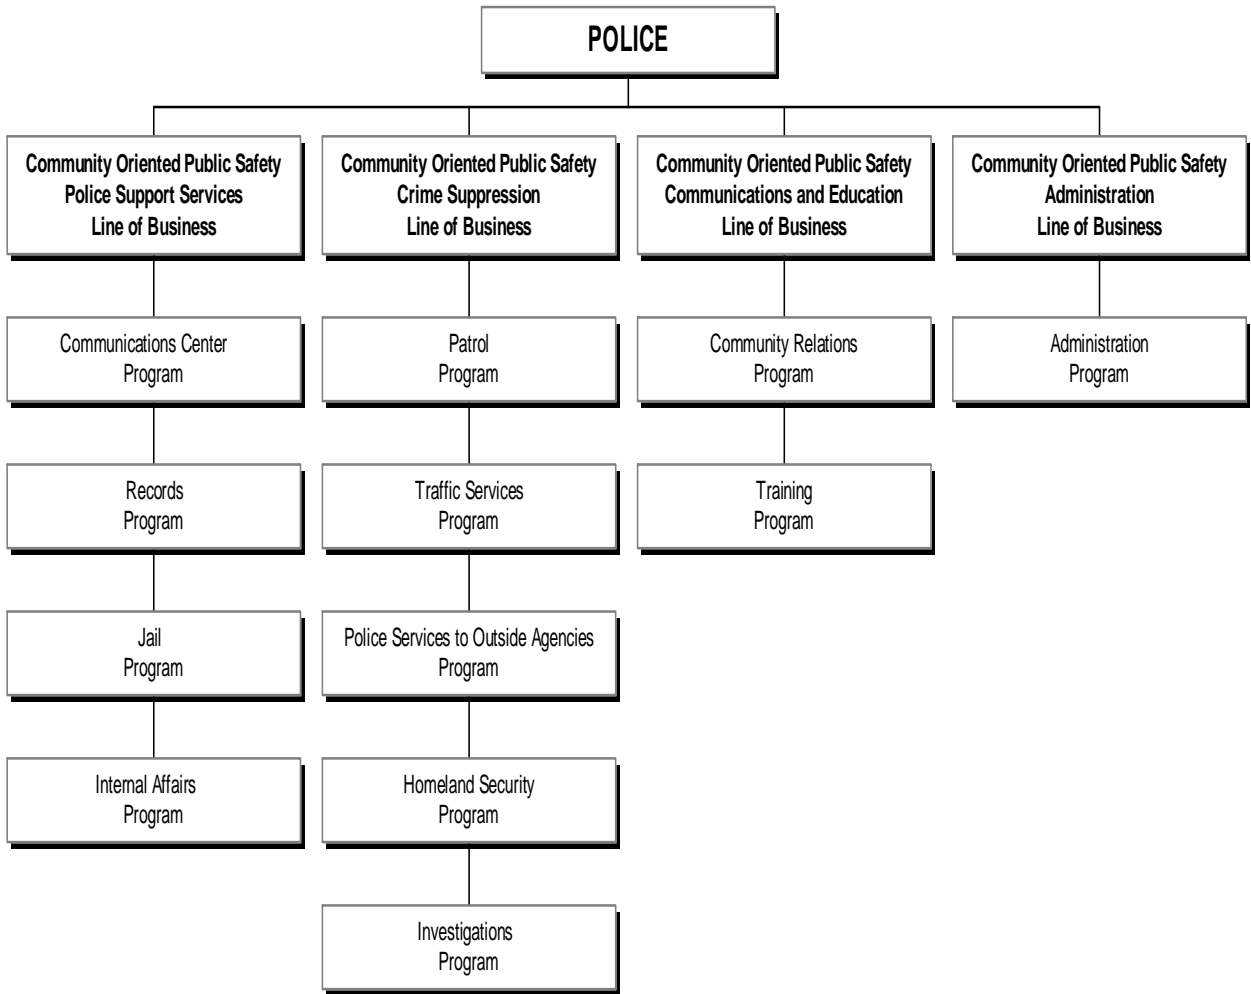 POLICE
Community Oriented Public Safety
Police Support Services
Line of Business
Community Oriented Public Safety
Crime Suppression
Line of Business
Community Oriented Public Safety
Communications and Education
Line of Business
Community Oriented Public Safety
Administration
Line of Business
Communications Center
Program
Patrol
Program
Community Relations
Program
Administration
Program
Records
Program
Traffic Services
Program
Training
Program
Jail
Program
Police Services to Outside Agencies
Program
Internal Affairs
Program
Homeland Security
Program
Investigations
Program